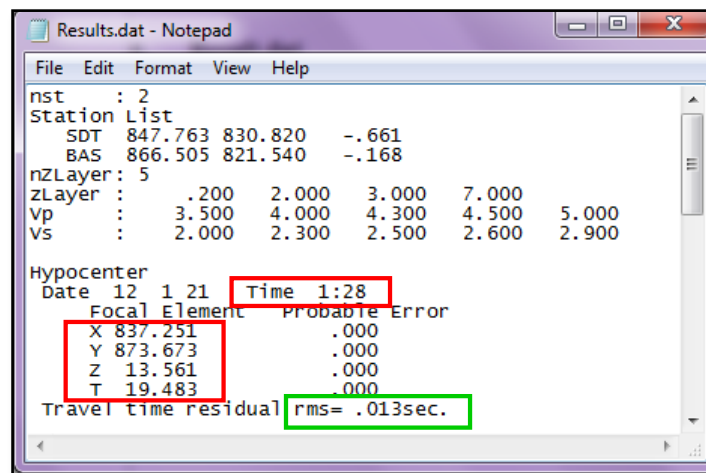 Results.dat - Notepad
File Edit Format View Help
nst : 2
Station List
SDT 847.763 830.820 -.661
BAS 866.505 821.540 -.168
nZLayer: 5
zLayer : .200 2.000 3.000 7.000
Vp : 3.500 4.000 4.300 4.500 5.000
Vs : 2.000 2.300 2.500 2.600 2.900
Hypocenter
Date 12 1 21 Time 1:28
Focal Element Probable Error
X 837.251 .000
Y 873.673 .000
Z 13.561 .000
T 19.483 .000
Travel time residual rms= .013sec.